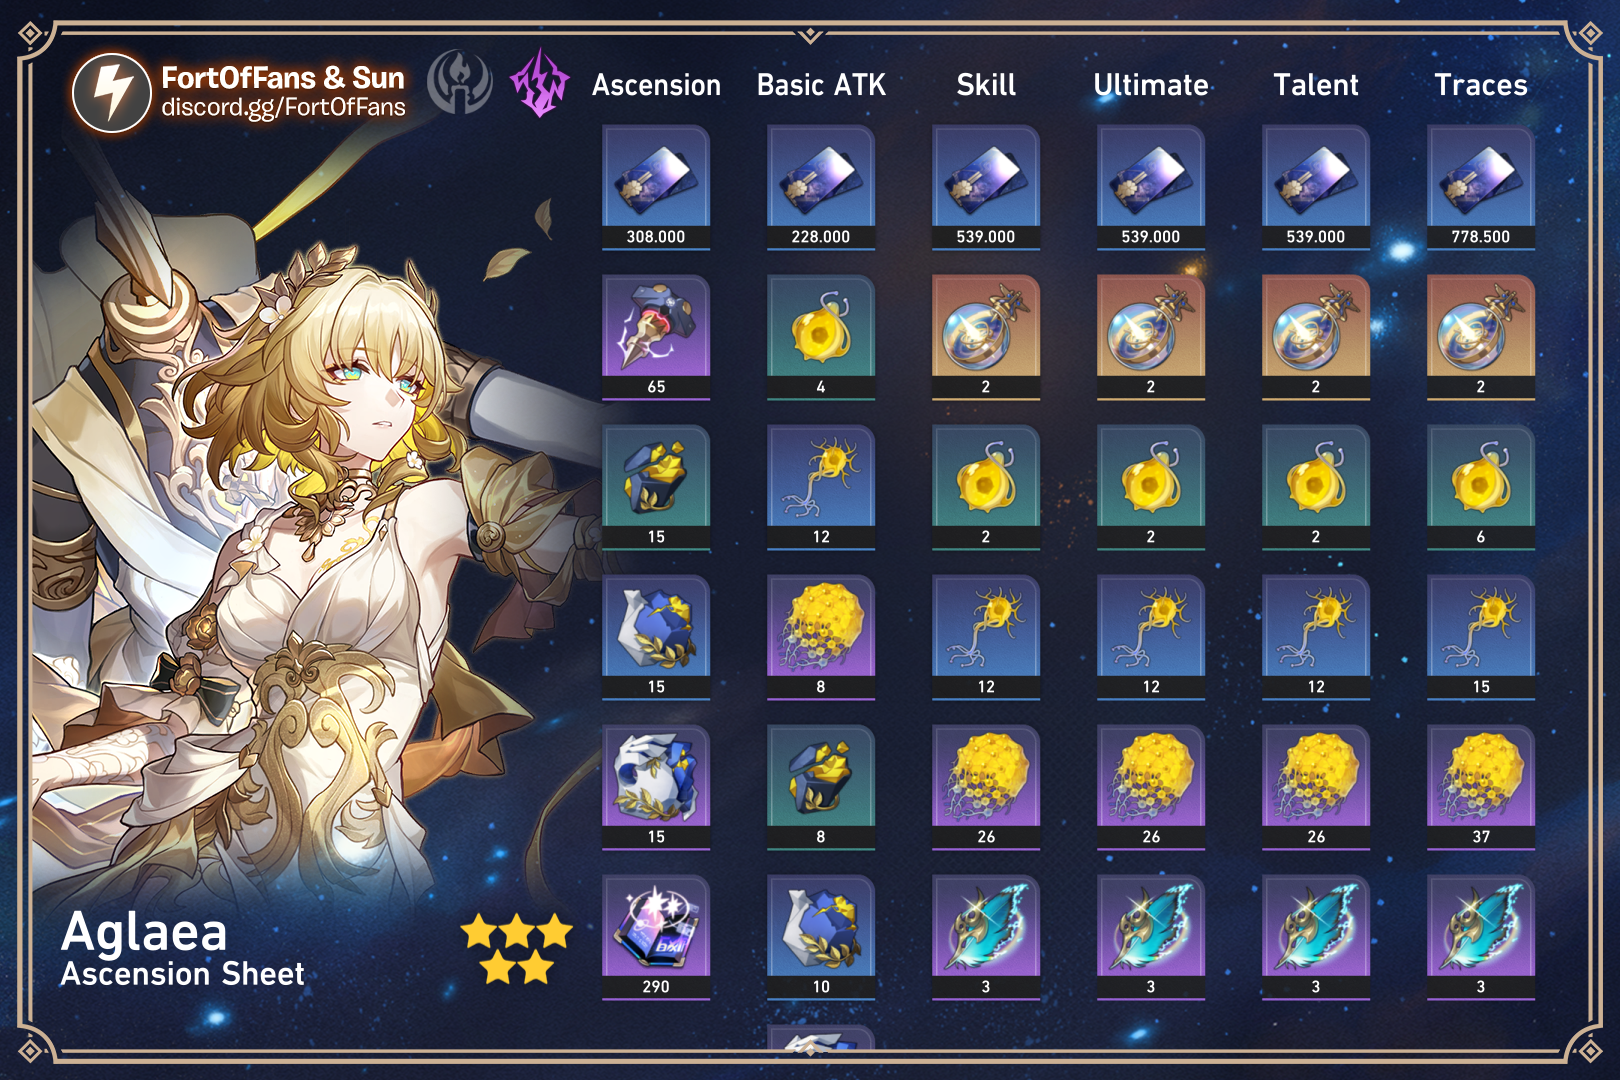 FortOfFans & Sun
discord.gg/FortOfFans
Ascension Basic ATK Skill Ultimate Talent Traces
308.000 228.000 539.000 539.000 539.000 778.500
65 4 2 2 2 2
15 12 2 2 2 6
15 8 12 12 12 15
15 8 26 26 26 37
290 10 3 3 3 3
Aglaea
Ascension Sheet